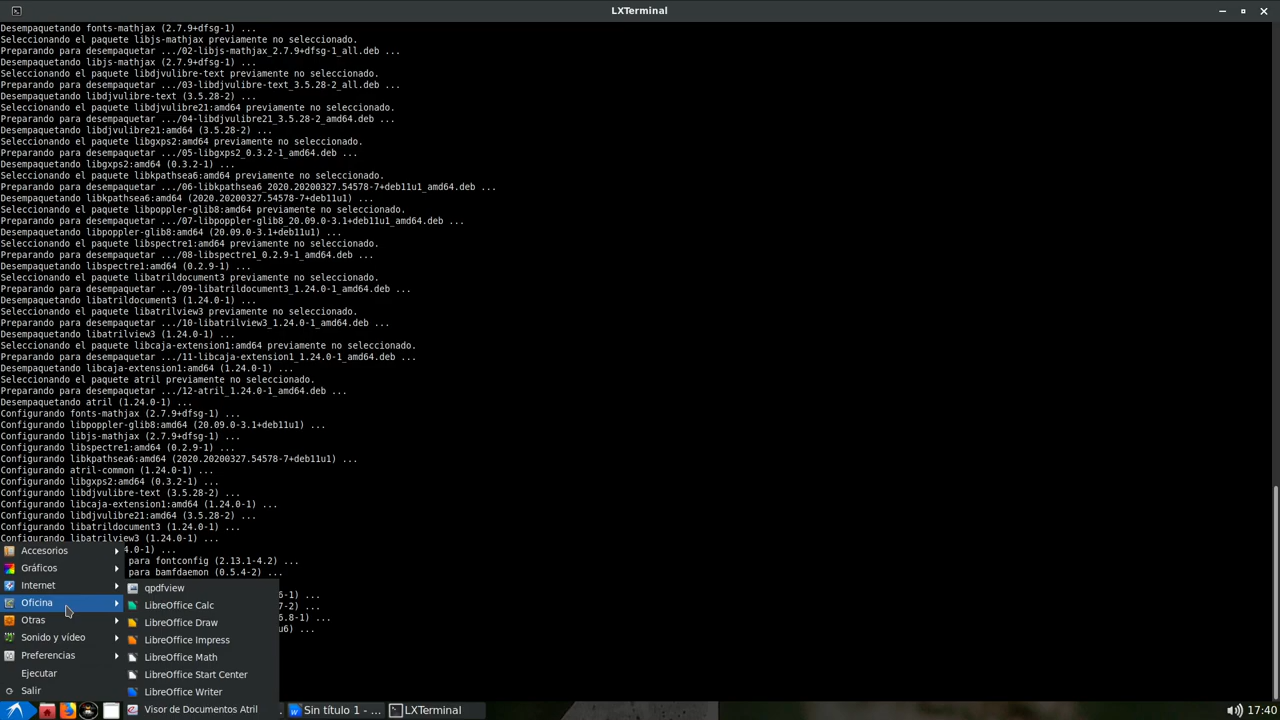 LXTerminal
Desempaquetando fonts-mathjax (2.7.9+dfsg-1) ...
Seleccionando el paquete libjs-mathjax previamente no seleccionado.
Preparando para desempaquetar .../02-libjs-mathjax_2.7.9+dfsg-1_all.deb ...
Desempaquetando libjs-mathjax (2.7.9+dfsg-1) ...
Seleccionando el paquete libdjvulibre-text previamente no seleccionado.
Preparando para desempaquetar .../03-libdjvulibre-text_3.5.28-2_all.deb ...
Desempaquetando libdjvulibre-text (3.5.28-2) ...
Seleccionando el paquete libdjvulibre21:amd64 previamente no seleccionado.
Preparando para desempaquetar .../04-libdjvulibre21_3.5.28-2_amd64.deb ...
Desempaquetando libdjvulibre21:amd64 (3.5.28-2) ...
Seleccionando el paquete libgxps2:amd64 previamente no seleccionado.
Preparando para desempaquetar .../05-libgxps2_0.3.2-1_amd64.deb ...
Desempaquetando libgxps2:amd64 (0.3.2-1) ...
Seleccionando el paquete libkpathsea6:amd64 previamente no seleccionado.
Preparando para desempaquetar .../06-libkpathsea6_2020.20200327.54578-7+deb11u1_amd64.deb ...
Desempaquetando libkpathsea6:amd64 (2020.20200327.54578-7+deb11u1) ...
Seleccionando el paquete libpoppler-glib8:amd64 previamente no seleccionado.
Preparando para desempaquetar .../07-libpoppler-glib8_20.09.0-3.1+deb11u1_amd64.deb ...
Desempaquetando libpoppler-glib8:amd64 (20.09.0-3.1+deb11u1) ...
Seleccionando el paquete libspectre1:amd64 previamente no seleccionado.
Preparando para desempaquetar .../08-libspectre1_0.2.9-1_amd64.deb ...
Desempaquetando libspectre1:amd64 (0.2.9-1) ...
Seleccionando el paquete libatrildocument3 previamente no seleccionado.
Preparando para desempaquetar .../09-libatrildocument3_1.24.0-1_amd64.deb ...
Desempaquetando libatrildocument3 (1.24.0-1) ...
Seleccionando el paquete libatrilview3 previamente no seleccionado.
Preparando para desempaquetar .../10-libatrilview3_1.24.0-1_amd64.deb ...
Desempaquetando libatrilview3 (1.24.0-1) ...
Seleccionando el paquete libcaja-extension1:amd64 previamente no seleccionado.
Preparando para desempaquetar .../11-libcaja-extension1_1.24.0-1_amd64.deb ...
Desempaquetando libcaja-extension1:amd64 (1.24.0-1) ...
Seleccionando el paquete atril previamente no seleccionado.
Preparando para desempaquetar .../12-atril_1.24.0-1_amd64.deb ...
Desempaquetando atril (1.24.0-1) ...
Configurando fonts-mathjax (2.7.9+dfsg-1) ...
Configurando libpoppler-glib8:amd64 (20.09.0-3.1+deb11u1) ...
Configurando libjs-mathjax (2.7.9+dfsg-1) ...
Configurando libspectre1:amd64 (0.2.9-1) ...
Configurando libkpathsea6:amd64 (2020.20200327.54578-7+deb11u1) ...
Configurando atril-common (1.24.0-1) ...
Configurando libgxps2:amd64 (0.3.2-1) ...
Configurando libdjvulibre-text (3.5.28-2) ...
Configurando libcaja-extension1:amd64 (1.24.0-1) ...
Configurando libdjvulibre21:amd64 (3.5.28-2) ...
Configurando libatrildocument3 (1.24.0-1) ...
Configurando libatrilview3 (1.24.0-1) ...
4.0-1) ...
para fontconfig (2.13.1-4.2) ...
para bamfdaemon (0.5.4-2) ...
6-1) ...
7-2) ...
6.8-1) ...
u6) ...
Accesorios
Gráficos
Internet
Oficina
Otras
Sonido y vídeo
Preferencias
Ejecutar
Salir
qpdfview
LibreOffice Calc
LibreOffice Draw
LibreOffice Impress
LibreOffice Math
LibreOffice Start Center
LibreOffice Writer
Visor de Documentos Atril
Sin título 1 - ...
LXTerminal
17:40